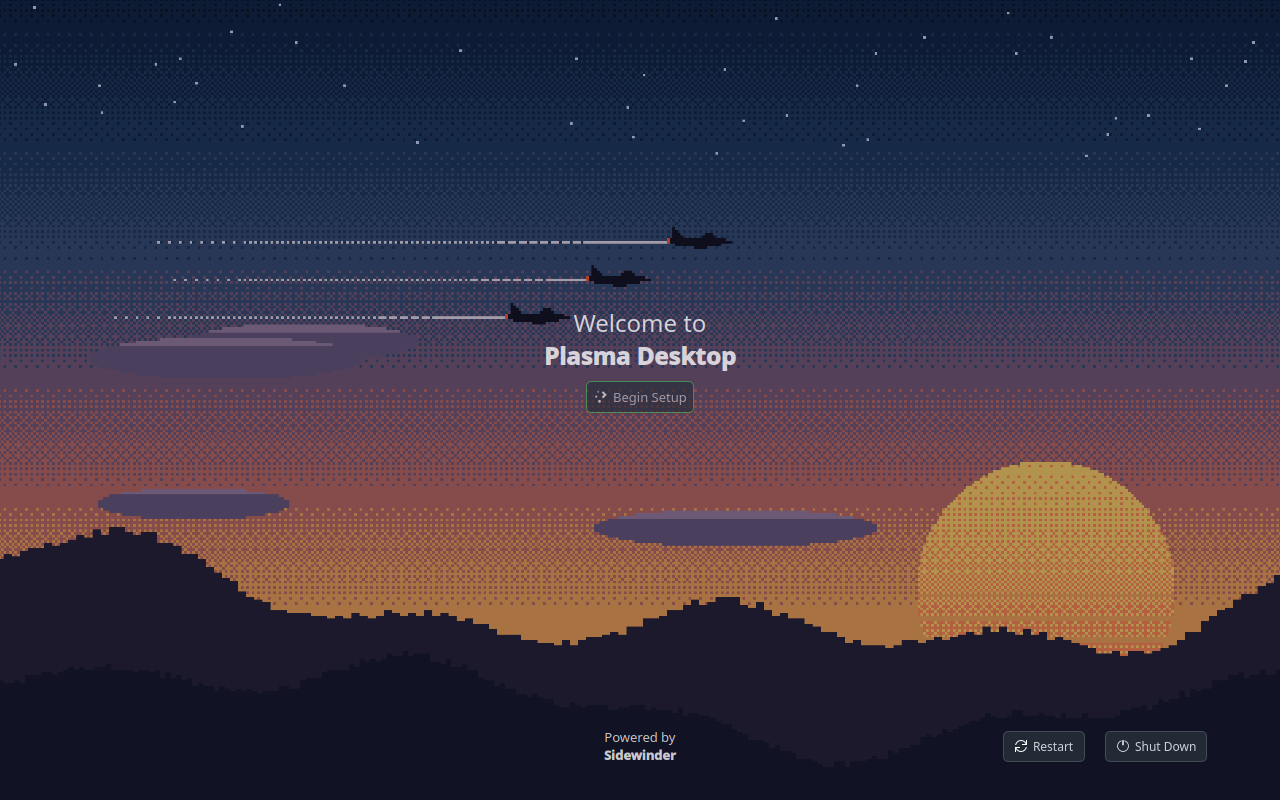 Welcome to
Plasma Desktop
Begin Setup
Powered by
Sidewinder
Restart
Shut Down